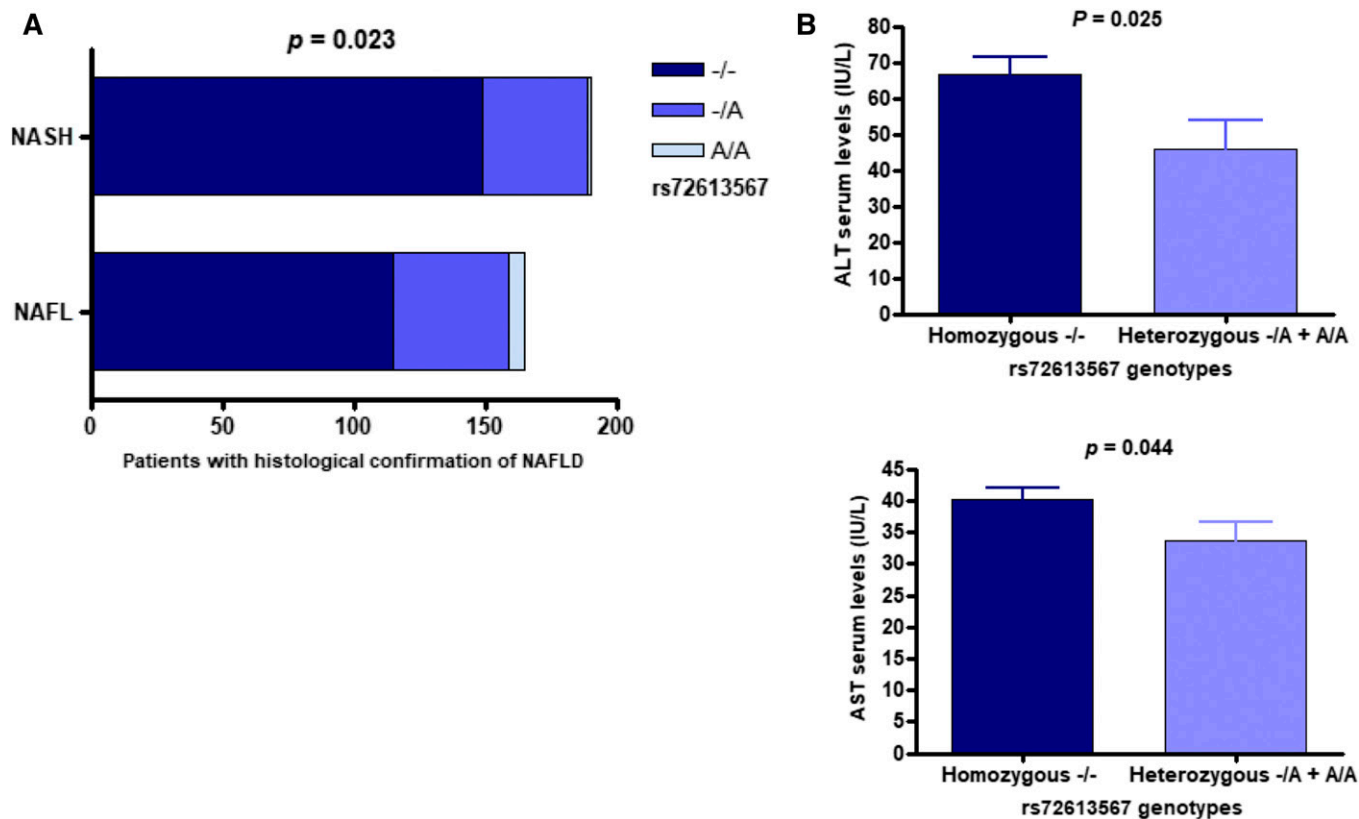 A
p = 0.023
NASH
NAFL
0 50 100 150 200
Patients with histological confirmation of NAFLD
-/-
-/A
A/A
rs72613567
B
P = 0.025
ALT serum levels (IU/L)
80
70
60
50
40
30
20
10
0
Homozygous -/- Heterozygous -/A + A/A
rs72613567 genotypes
p = 0.044
AST serum levels (IU/L)
45
40
35
30
25
20
15
10
5
0
Homozygous -/- Heterozygous -/A + A/A
rs72613567 genotypes